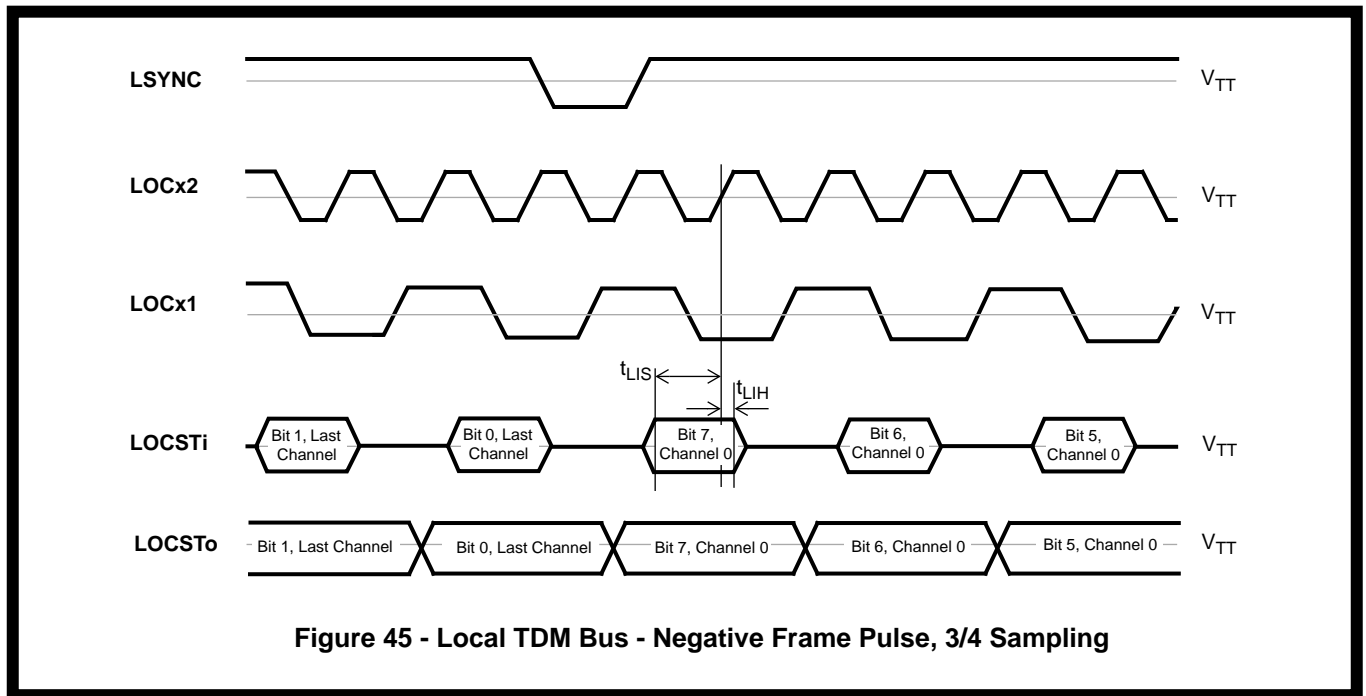 LSYNC
V_TT
LOCx2
V_TT
LOCx1
V_TT
t_LIS
t_LIH
LOCSTi
Bit 1, Last
Channel
Bit 0, Last
Channel
Bit 7,
Channel 0
Bit 6,
Channel 0
Bit 5,
Channel 0
V_TT
LOCSTo
Bit 1, Last Channel
Bit 0, Last Channel
Bit 7, Channel 0
Bit 6, Channel 0
Bit 5, Channel 0
V_TT
Figure 45 - Local TDM Bus - Negative Frame Pulse, 3/4 Sampling